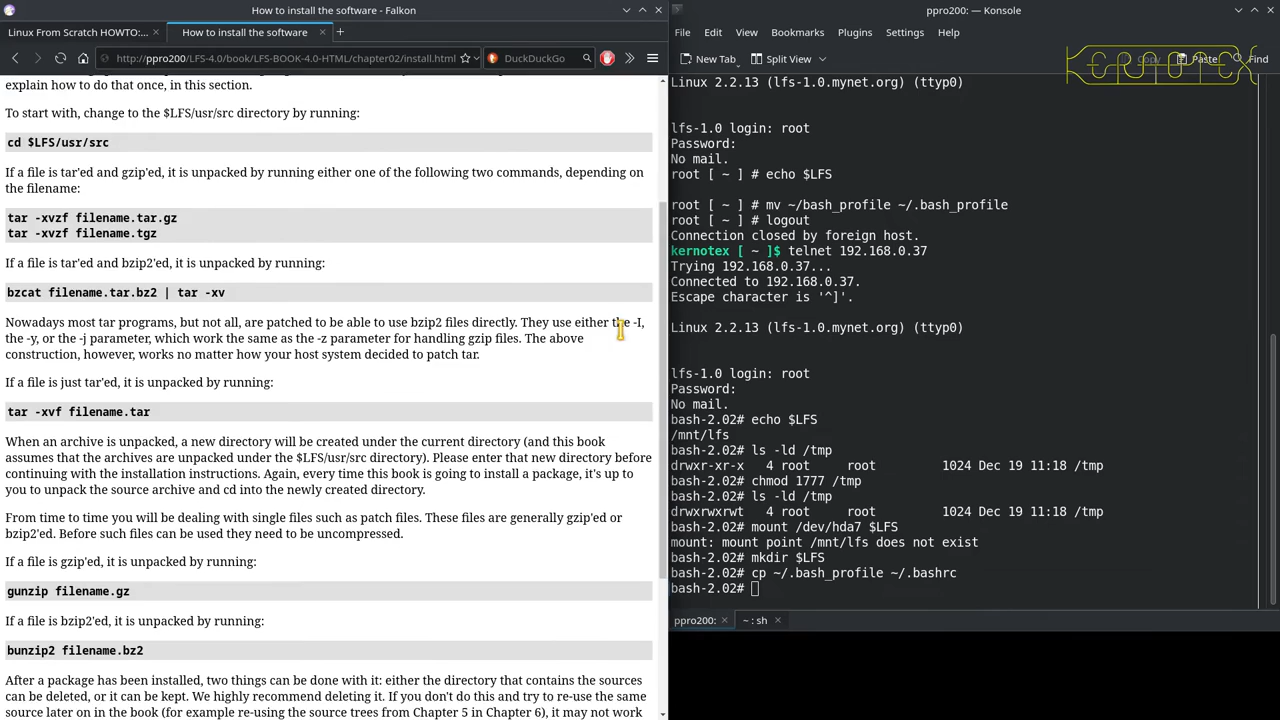 How to install the software - Falkon
Linux From Scratch HOWTO:...
How to install the software
http://ppro200/LFS-4.0/book/LFS-BOOK-4.0-HTML/chapter02/install.html
DuckDuckGo
explain how to do that once, in this section.
To start with, change to the $LFS/usr/src directory by running:
cd $LFS/usr/src
If a file is tar'ed and gzip'ed, it is unpacked by running either one of the following two commands, depending on
the filename:
tar -xvzf filename.tar.gz
tar -xvzf filename.tgz
If a file is tar'ed and bzip2'ed, it is unpacked by running:
bzcat filename.tar.bz2 | tar -xv
Nowadays most tar programs, but not all, are patched to be able to use bzip2 files directly. They use either the -I,
the -y, or the -j parameter, which work the same as the -z parameter for handling gzip files. The above
construction, however, works no matter how your host system decided to patch tar.
If a file is just tar'ed, it is unpacked by running:
tar -xvf filename.tar
When an archive is unpacked, a new directory will be created under the current directory (and this book
assumes that the archives are unpacked under the $LFS/usr/src directory). Please enter that new directory before
continuing with the installation instructions. Again, every time this book is going to install a package, it's up to
you to unpack the source archive and cd into the newly created directory.
From time to time you will be dealing with single files such as patch files. These files are generally gzip'ed or
bzip2'ed. Before such files can be used they need to be uncompressed.
If a file is gzip'ed, it is unpacked by running:
gunzip filename.gz
If a file is bzip2'ed, it is unpacked by running:
bunzip2 filename.bz2
After a package has been installed, two things can be done with it: either the directory that contains the sources
can be deleted, or it can be kept. We highly recommend deleting it. If you don't do this and try to re-use the same
source later on in the book (for example re-using the source trees from Chapter 5 in Chapter 6), it may not work
ppro200: — Konsole
File Edit View Bookmarks Plugins Settings Help
New Tab Split View Copy Paste Find
KERNOTEX
Linux 2.2.13 (lfs-1.0.mynet.org) (ttyp0)
lfs-1.0 login: root
Password:
No mail.
root [ ~ ] # echo $LFS
root [ ~ ] # mv ~/bash_profile ~/.bash_profile
root [ ~ ] # logout
Connection closed by foreign host.
kernotex [ ~ ]$ telnet 192.168.0.37
Trying 192.168.0.37...
Connected to 192.168.0.37.
Escape character is '^]'.
Linux 2.2.13 (lfs-1.0.mynet.org) (ttyp0)
lfs-1.0 login: root
Password:
No mail.
bash-2.02# echo $LFS
/mnt/lfs
bash-2.02# ls -ld /tmp
drwxr-xr-x 4 root root 1024 Dec 19 11:18 /tmp
bash-2.02# chmod 1777 /tmp
bash-2.02# ls -ld /tmp
drwxrwxrwt 4 root root 1024 Dec 19 11:18 /tmp
bash-2.02# mount /dev/hda7 $LFS
mount: mount point /mnt/lfs does not exist
bash-2.02# mkdir $LFS
bash-2.02# cp ~/.bash_profile ~/.bashrc
bash-2.02#
ppro200:
~ : sh